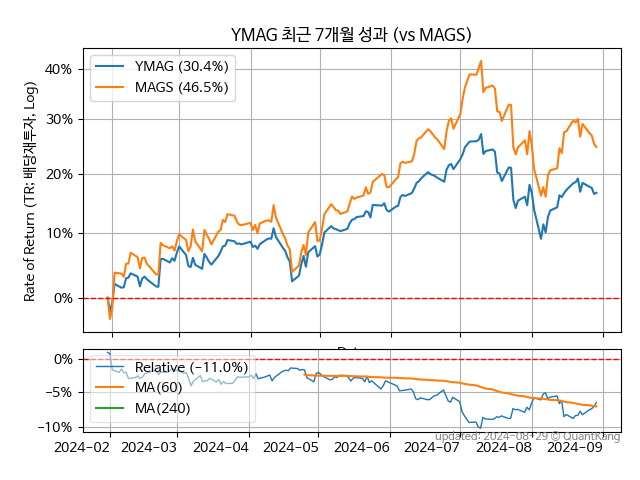 YMAG 최근 7개월 성과 (vs MAGS)
Rate of Return (TR: 배당재투자, Log)
YMAG (30.4%)
MAGS (46.5%)
40%
30%
20%
10%
0%
Relative (−11.0%)
MA(60)
MA(240)
0%
−5%
−10%
2024−02 2024−03 2024−04 2024−05 2024−06 2024−07 2024−08 2024−09
updated: 2024−08−29 © QuantKang